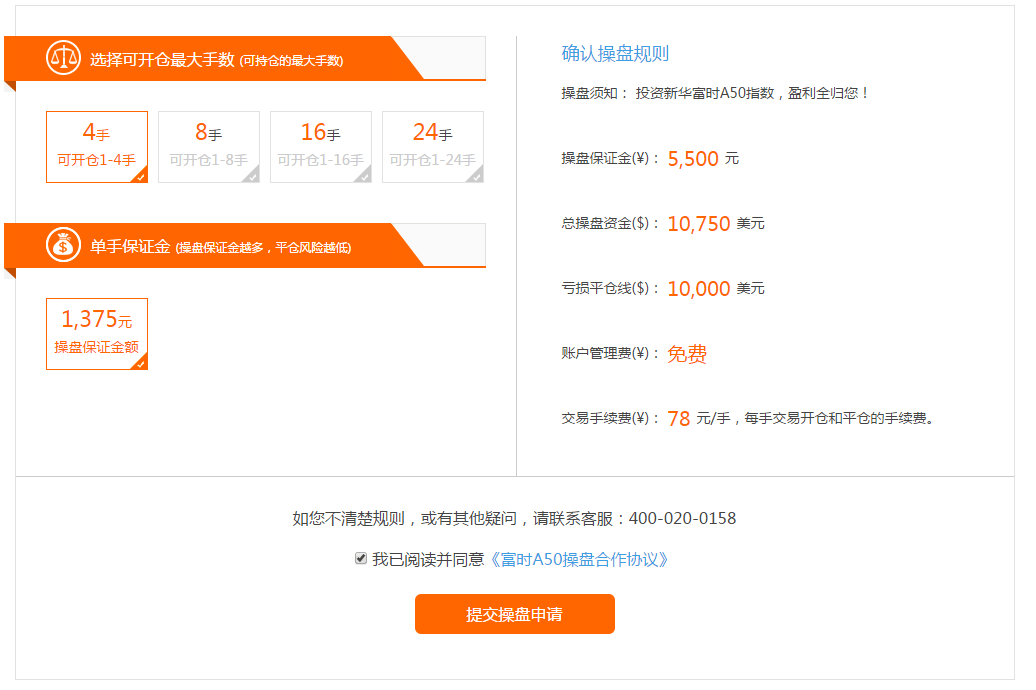 选择可开仓最大手数 (可持仓的最大手数)
4手
可开仓1-4手
8手
可开仓1-8手
16手
可开仓1-16手
24手
可开仓1-24手
单手保证金 (操盘保证金越多，平仓风险越低)
1,375元
操盘保证金额
确认操盘规则
操盘须知： 投资新华富时A50指数，盈利全归您！
操盘保证金(¥)： 5,500 元
总操盘资金($)： 10,750 美元
亏损平仓线($)： 10,000 美元
账户管理费(¥)： 免费
交易手续费(¥)： 78 元/手，每手交易开仓和平仓的手续费。
如您不清楚规则，或有其他疑问，请联系客服：400-020-0158
我已阅读并同意《富时A50操盘合作协议》
提交操盘申请